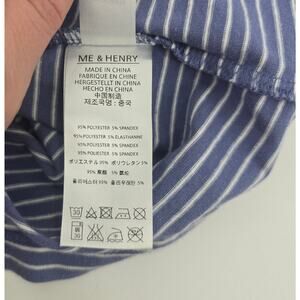 ME & HENRY
MADE IN CHINA
FABRIQUE EN CHINE
HERGESTELLT IN CHINA
HECHO EN CHINA
中国制造
제조국명 : 중국
95% POLYESTER 5% SPANDEX
95% POLYESTER 5% ELASTHANNE
95% POLYESTER 5% SPANDEX
95% POLIESTER 5% SPANDEX
ポリエステル 95% ポリウレタン 5%
95% 聚酯 5% 氨纶
폴리에스터 95% 폴리우레탄 5%
30
30